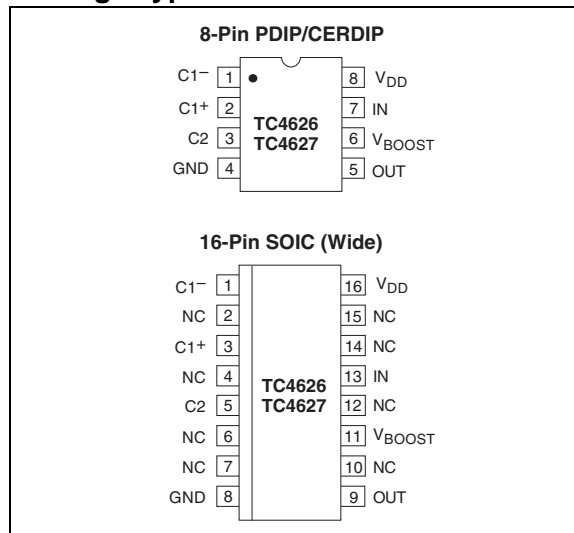 8-Pin PDIP/CERDIP
C1– 1 8 VDD
C1+ 2 7 IN
C2 3 TC4626 TC4627 6 VBOOST
GND 4 5 OUT
16-Pin SOIC (Wide)
C1– 1 16 VDD
NC 2 15 NC
C1+ 3 14 NC
NC 4 13 IN
TC4626
C2 5 TC4627 12 NC
NC 6 11 VBOOST
NC 7 10 NC
GND 8 9 OUT